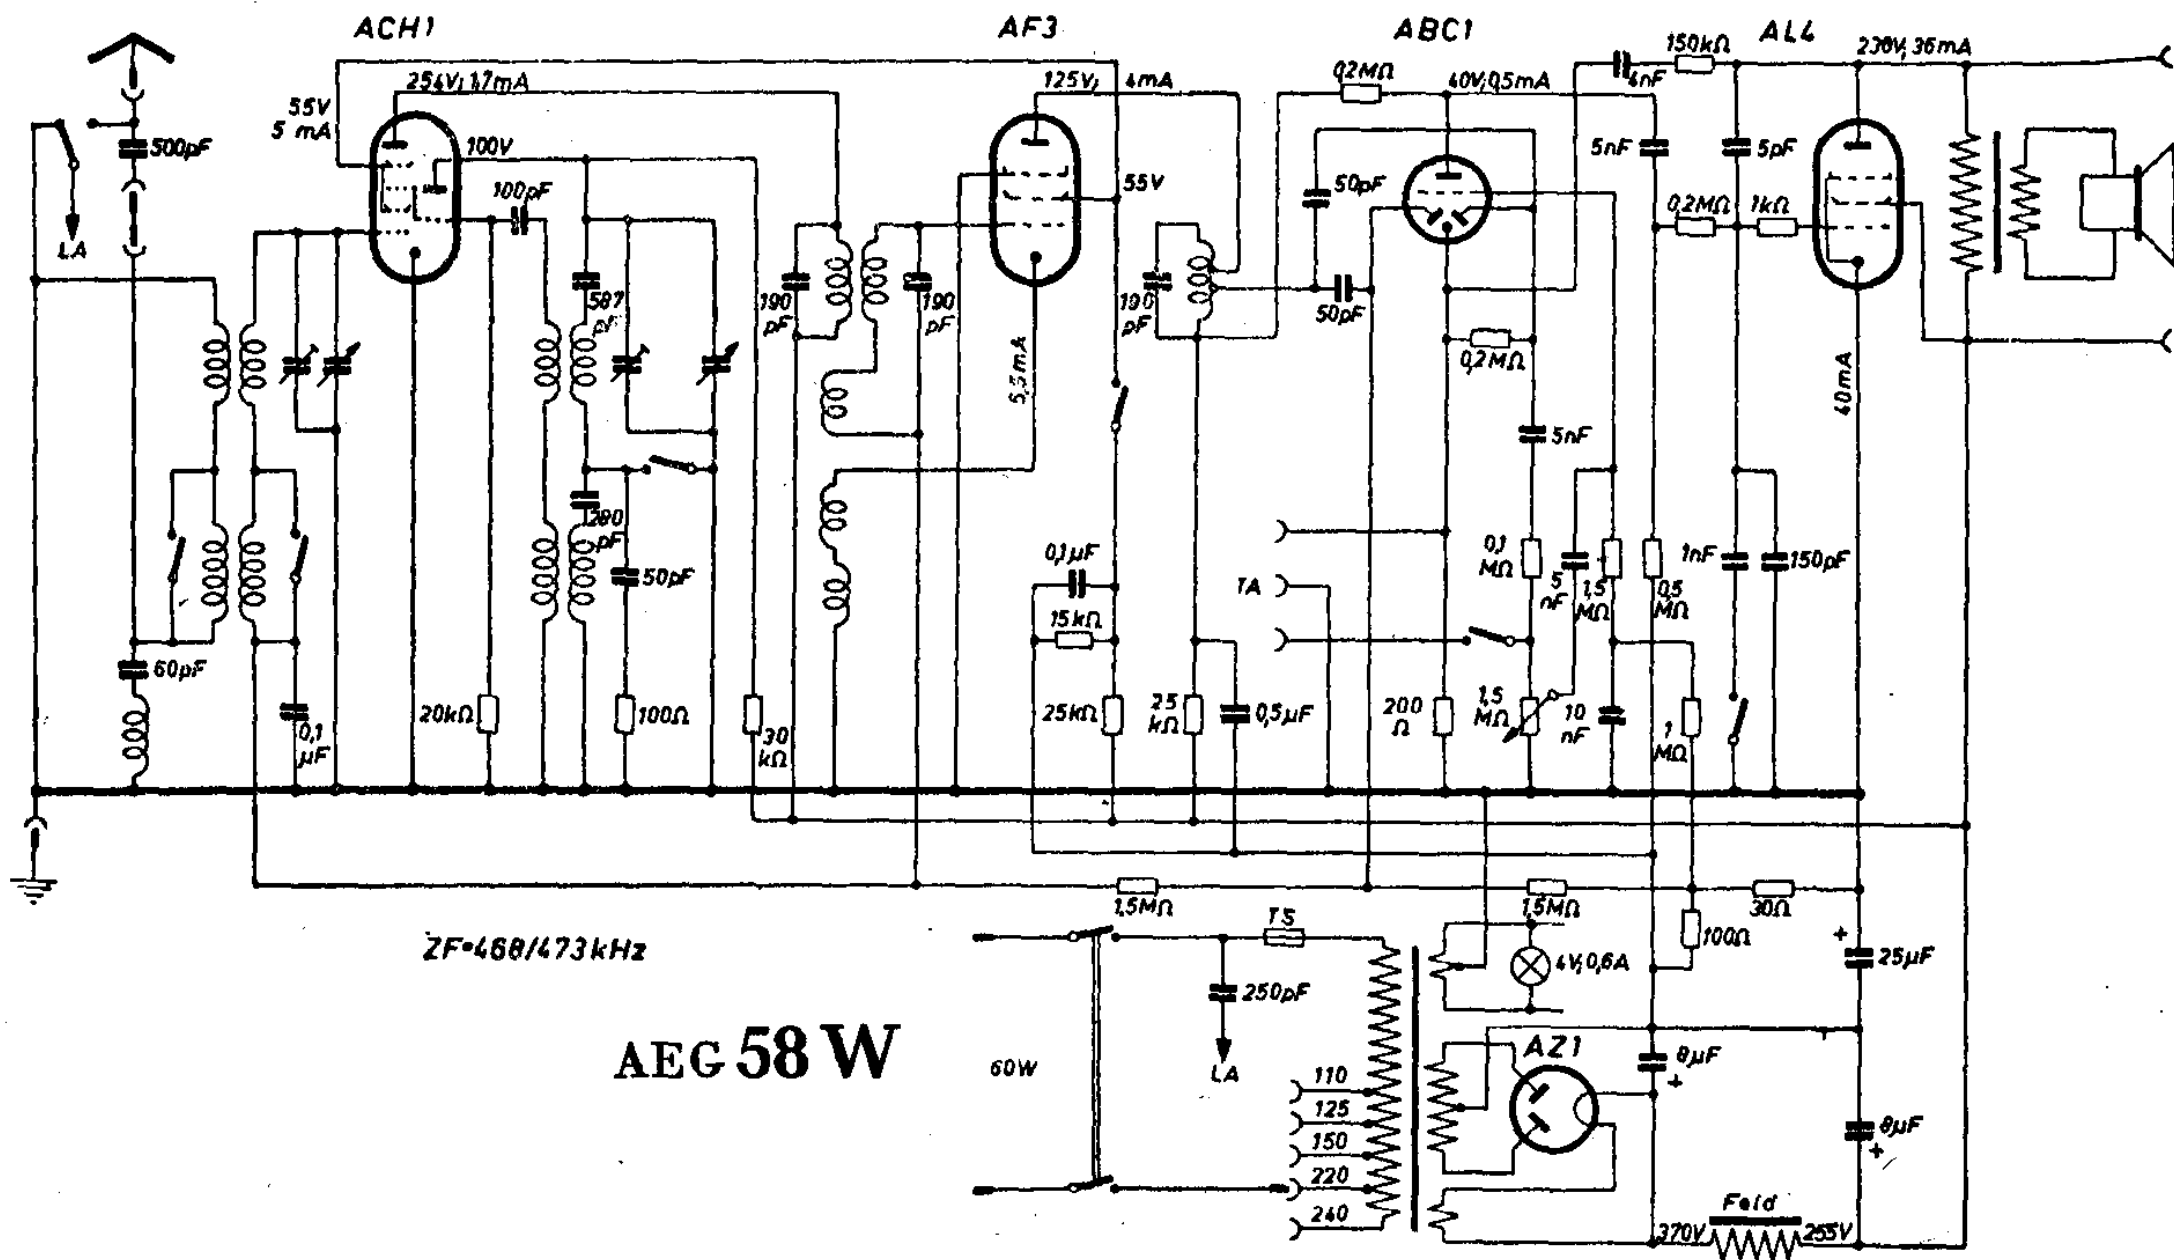 ACH1
AF3
ABC1
AL4
254V, 1,7mA
125V, 4mA
0,2MΩ
40V, 0,5mA
4nF
150kΩ
230V, 36mA
55V
5 mA
100V
500pF
100pF
LA
587
pF
190
pF
190
pF
55V
190
pF
50pF
50pF
5nF
5pF
0,2MΩ
1kΩ
0,2MΩ
40mA
5nF
280
pF
50pF
0,1µF
15kΩ
TA
0,1
MΩ
5
nF
1,5
MΩ
0,5
MΩ
1nF
150pF
60pF
0,1
µF
20kΩ
100Ω
30
kΩ
25kΩ
25
kΩ
0,5µF
200
Ω
1,5
MΩ
10
nF
1
MΩ
1,5MΩ
1,5MΩ
30Ω
100Ω
25µF
+
ZF=468/473kHz
TS
250pF
LA
4V, 0,6A
AEG 58 W
60W
AZ1
8µF
+
8µF
+
110
125
150
220
240
Feld
370V
255V